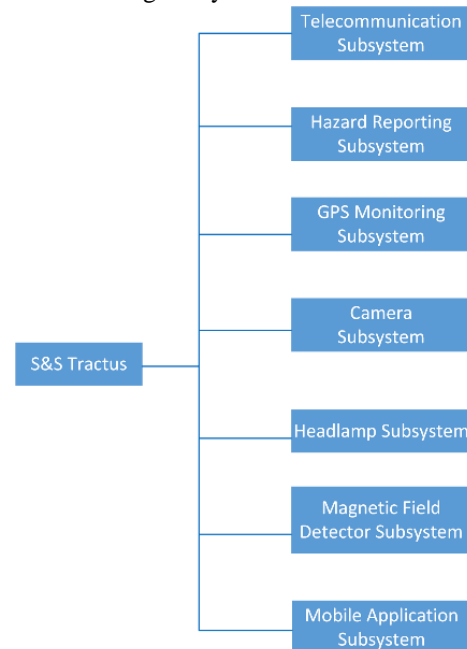 Telecommunication
Subsystem
Hazard Reporting
Subsystem
GPS Monitoring
Subsystem
Camera
Subsystem
S&S Tractus
Headlamp Subsystem
Magnetic Field
Detector Subsystem
Mobile Application
Subsystem